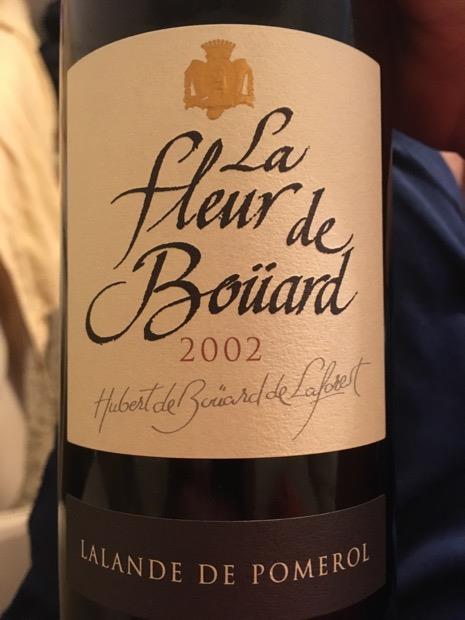 La
fleur de
Boüard
2002
Hubert de Boüard de Laforest
LALANDE DE POMEROL